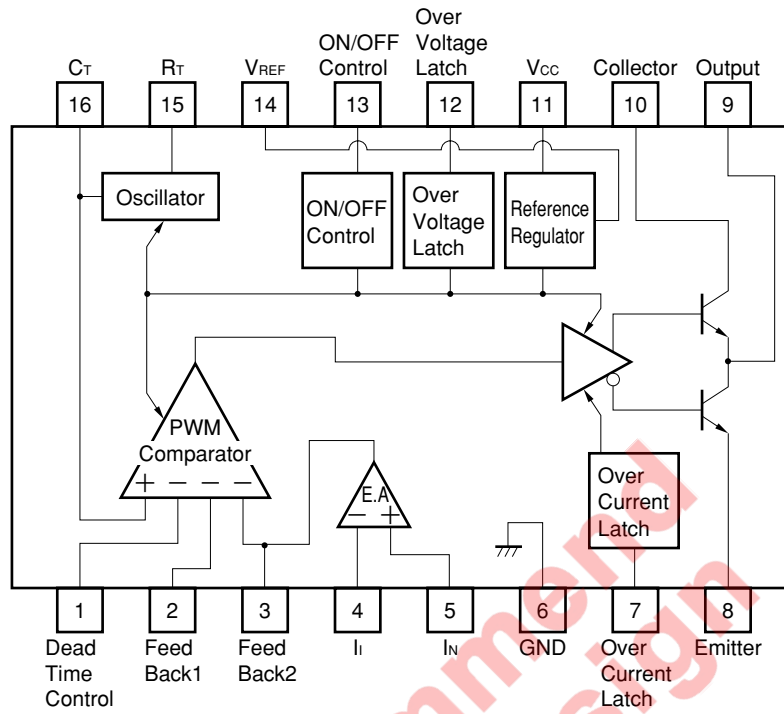 Over
Voltage
Latch
ON/OFF
Control
CT
RT
VREF
VCC
Collector
Output
16
15
14
13
12
11
10
9
Oscillator
ON/OFF
Control
Over
Voltage
Latch
Reference
Regulator
PWM
Comparator
+ − − −
E.A
− +
Over
Current
Latch
1
2
3
4
5
6
7
8
Dead
Time
Control
Feed
Back1
Feed
Back2
II
IN
GND
Over
Current
Latch
Emitter
mmend
sign